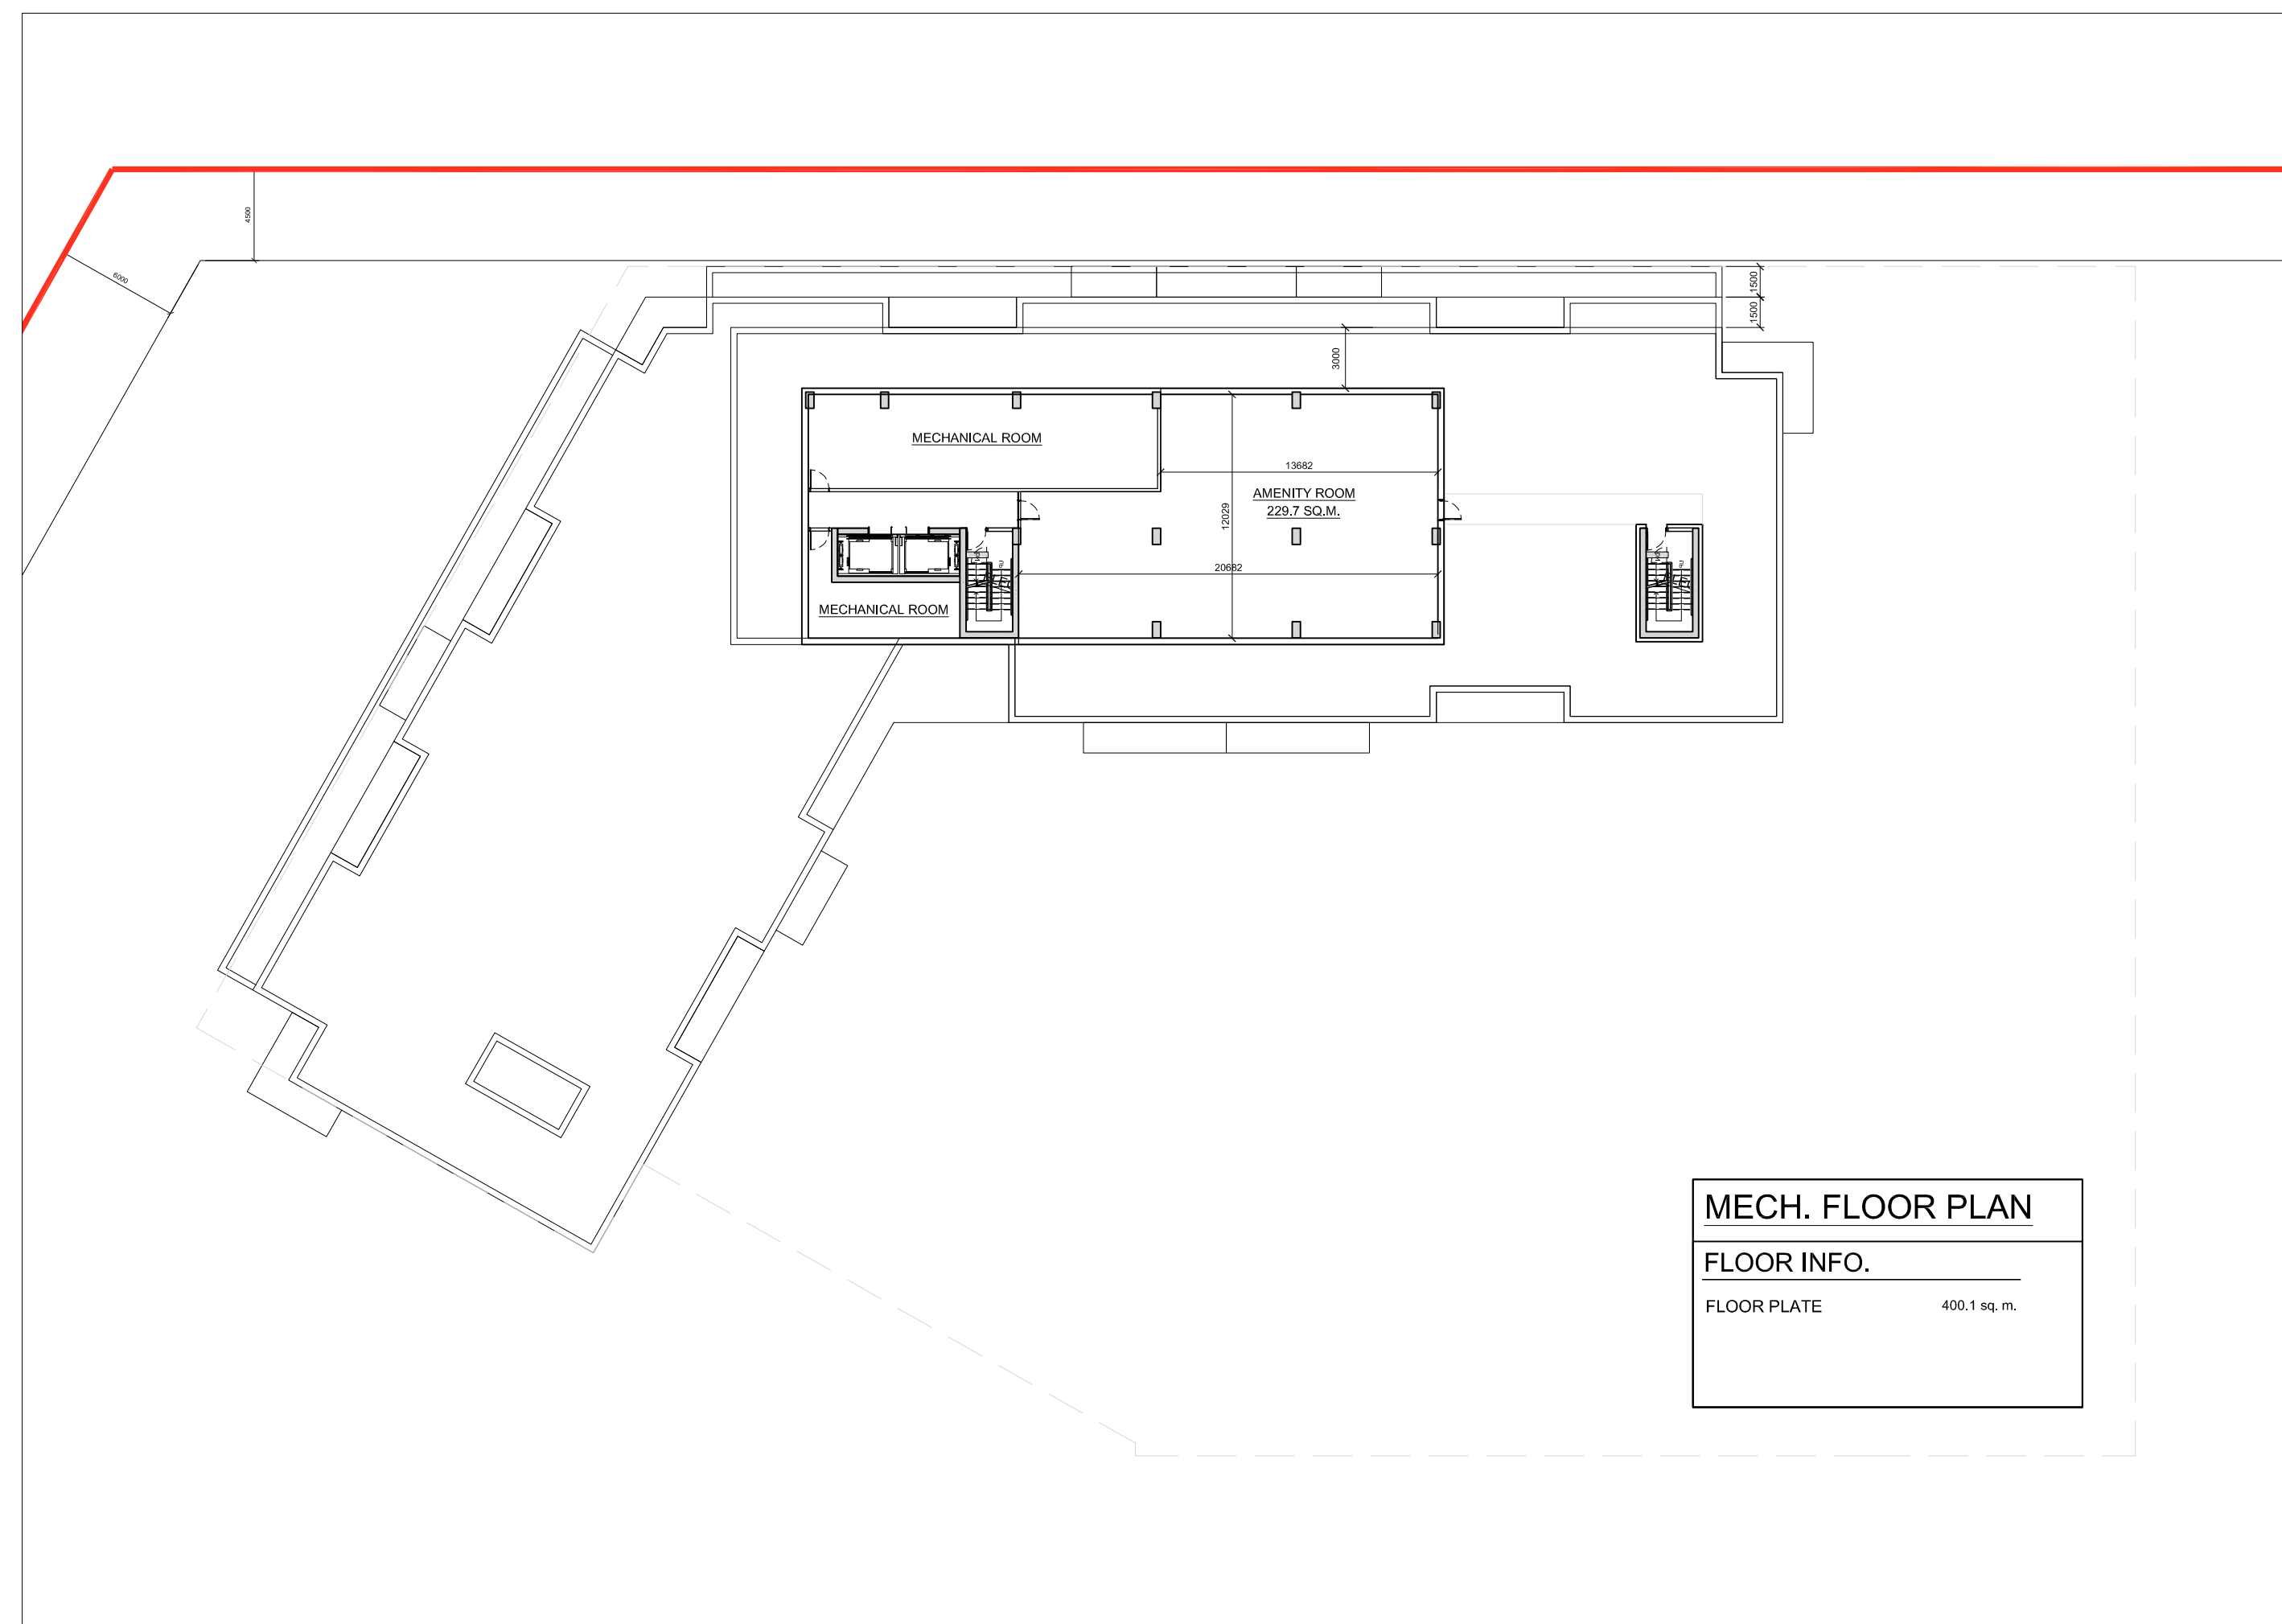 4500
6000
1500
1500
3000
MECHANICAL ROOM
13682
AMENITY ROOM
229.7 SQ.M.
12029
20682
MECHANICAL ROOM
MECH. FLOOR PLAN
FLOOR INFO.
FLOOR PLATE 400.1 sq. m.